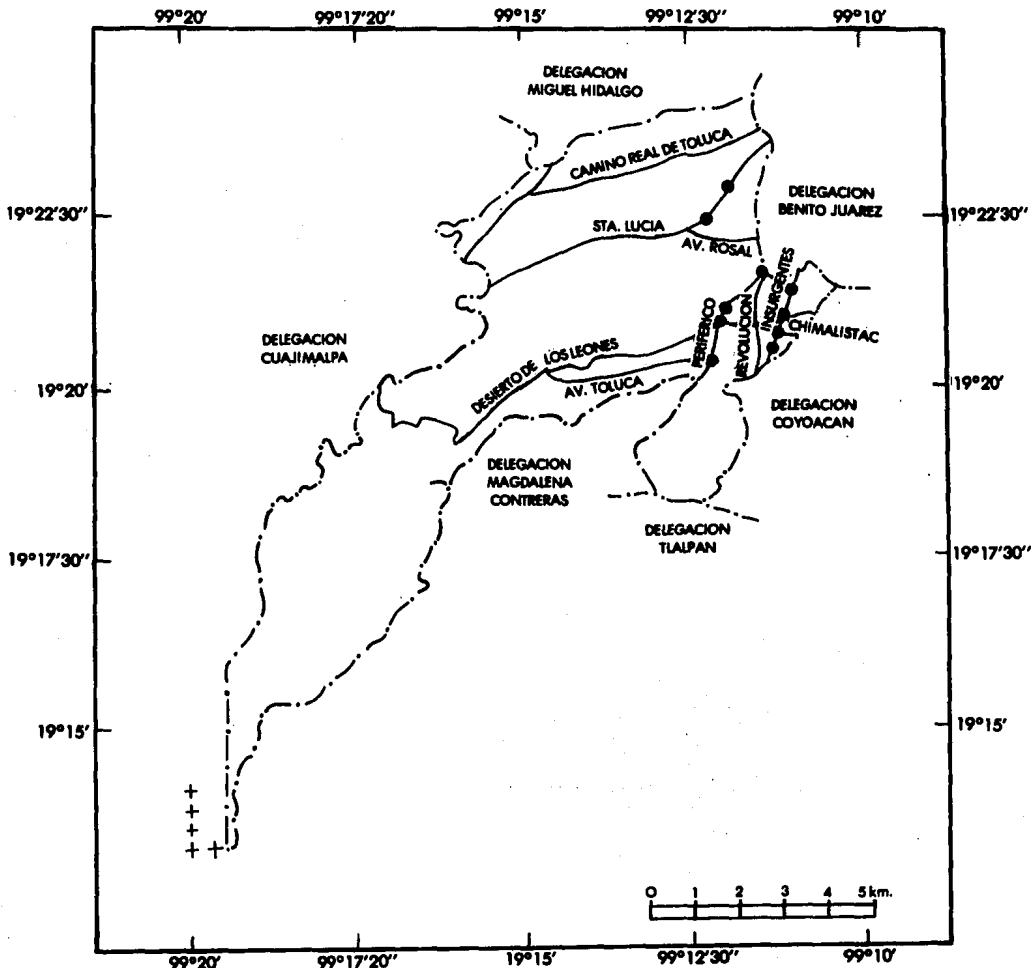 99°20'
99°17'20''
99°15'
99°12'30''
99°10'
DELEGACION
MIGUEL HIDALGO
CAMINO REAL DE TOLUCA
DELEGACION
BENITO JUAREZ
19°22'30''
19°22'30''
STA. LUCIA
AV. ROSAL
INSURGENTES
PERIFERICO
REVOLUCION
CHIMALISTAC
DELEGACION
CUAJIMALPA
DESIERTO DE LOS LEONES
19°20'
19°20'
AV. TOLUCA
DELEGACION
COYOACAN
DELEGACION
MAGDALENA
CONTRERAS
DELEGACION
TLALPAN
19°17'30''
19°17'30''
19°15'
19°15'
0 1 2 3 4 5 km.
99°20'
99°17'20''
19°15'
99°12'30''
99°10'